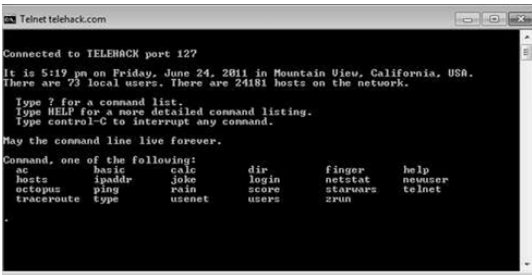 Telnet telehack.com
Connected to TELEHACK port 127
It is 5:19 pm on Friday, June 24, 2011 in Mountain View, California, USA.
There are 73 local users. There are 24181 hosts on the network.
Type ? for a command list.
Type HELP for a more detailed command listing.
Type control-C to interrupt any command.
May the command line live forever.
Command, one of the following:
ac basic calc dir finger help
hosts ipaddr joke login netstat newuser
octopus ping rain score starwars telnet
traceroute type usenet users zrun
.